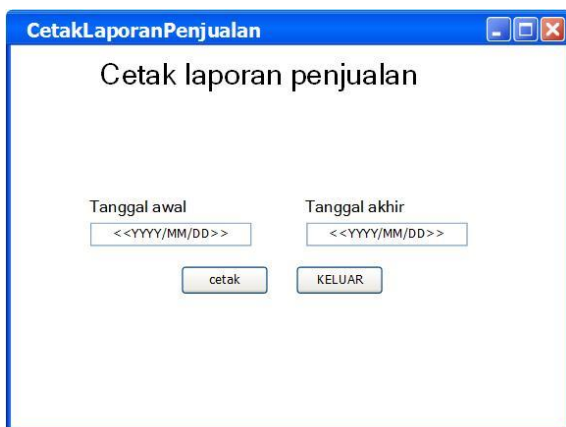 CetakLaporanPenjualan
Cetak laporan penjualan
Tanggal awal Tanggal akhir
<<YYYY/MM/DD>> <<YYYY/MM/DD>>
cetak KELUAR